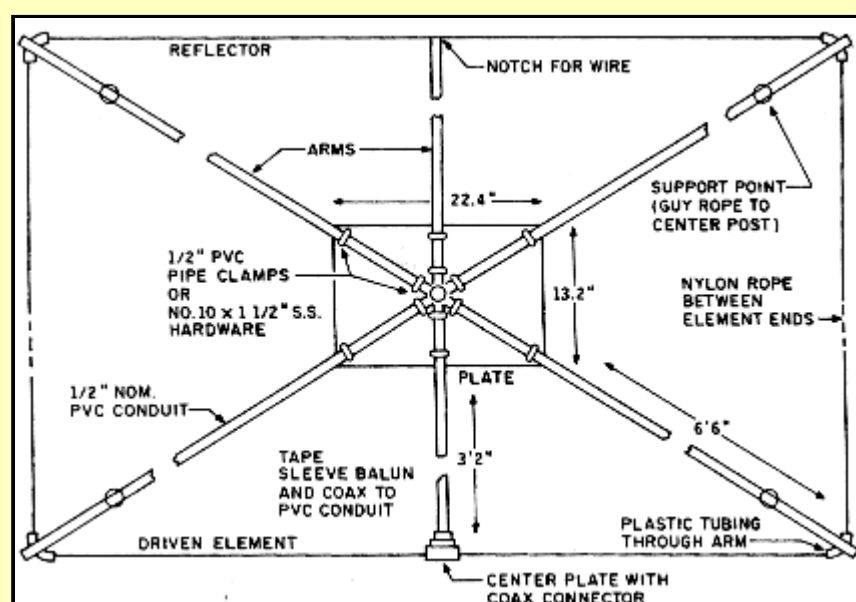 REFLECTOR
NOTCH FOR WIRE
ARMS
22.4"
SUPPORT POINT
(GUY ROPE TO
CENTER POST)
1/2" PVC
PIPE CLAMPS
OR
NO.10 x 1 1/2" S.S.
HARDWARE
13.2"
NYLON ROPE
BETWEEN
ELEMENT ENDS
PLATE
1/2" NOM.
PVC CONDUIT
6'6"
TAPE
SLEEVE BALUN
AND COAX TO
PVC CONDUIT
3'2"
PLASTIC TUBING
THROUGH ARM
DRIVEN ELEMENT
CENTER PLATE WITH
COAX CONNECTOR